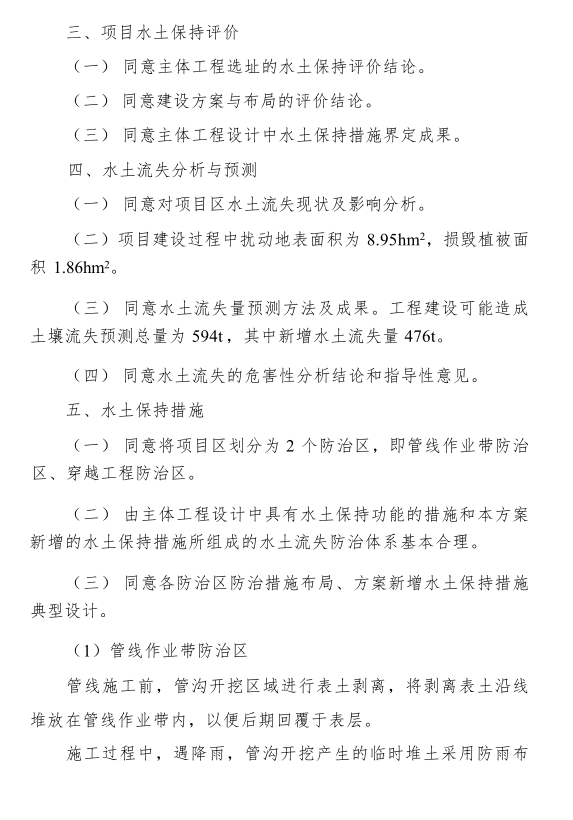 三、项目水土保持评价
（一） 同意主体工程选址的水土保持评价结论。
（二） 同意建设方案与布局的评价结论。
（三） 同意主体工程设计中水土保持措施界定成果。
四、水土流失分析与预测
（一） 同意对项目区水土流失现状及影响分析。
（二）项目建设过程中扰动地表面积为 8.95hm²，损毁植被面
积 1.86hm²。
（三） 同意水土流失量预测方法及成果。工程建设可能造成
土壤流失预测总量为 594t，其中新增水土流失量 476t。
（四） 同意水土流失的危害性分析结论和指导性意见。
五、水土保持措施
（一） 同意将项目区划分为 2 个防治区，即管线作业带防治
区、穿越工程防治区。
（二） 由主体工程设计中具有水土保持功能的措施和本方案
新增的水土保持措施所组成的水土流失防治体系基本合理。
（三） 同意各防治区防治措施布局、方案新增水土保持措施
典型设计。
（1）管线作业带防治区
管线施工前，管沟开挖区域进行表土剥离，将剥离表土沿线
堆放在管线作业带内，以便后期回覆于表层。
施工过程中，遇降雨，管沟开挖产生的临时堆土采用防雨布